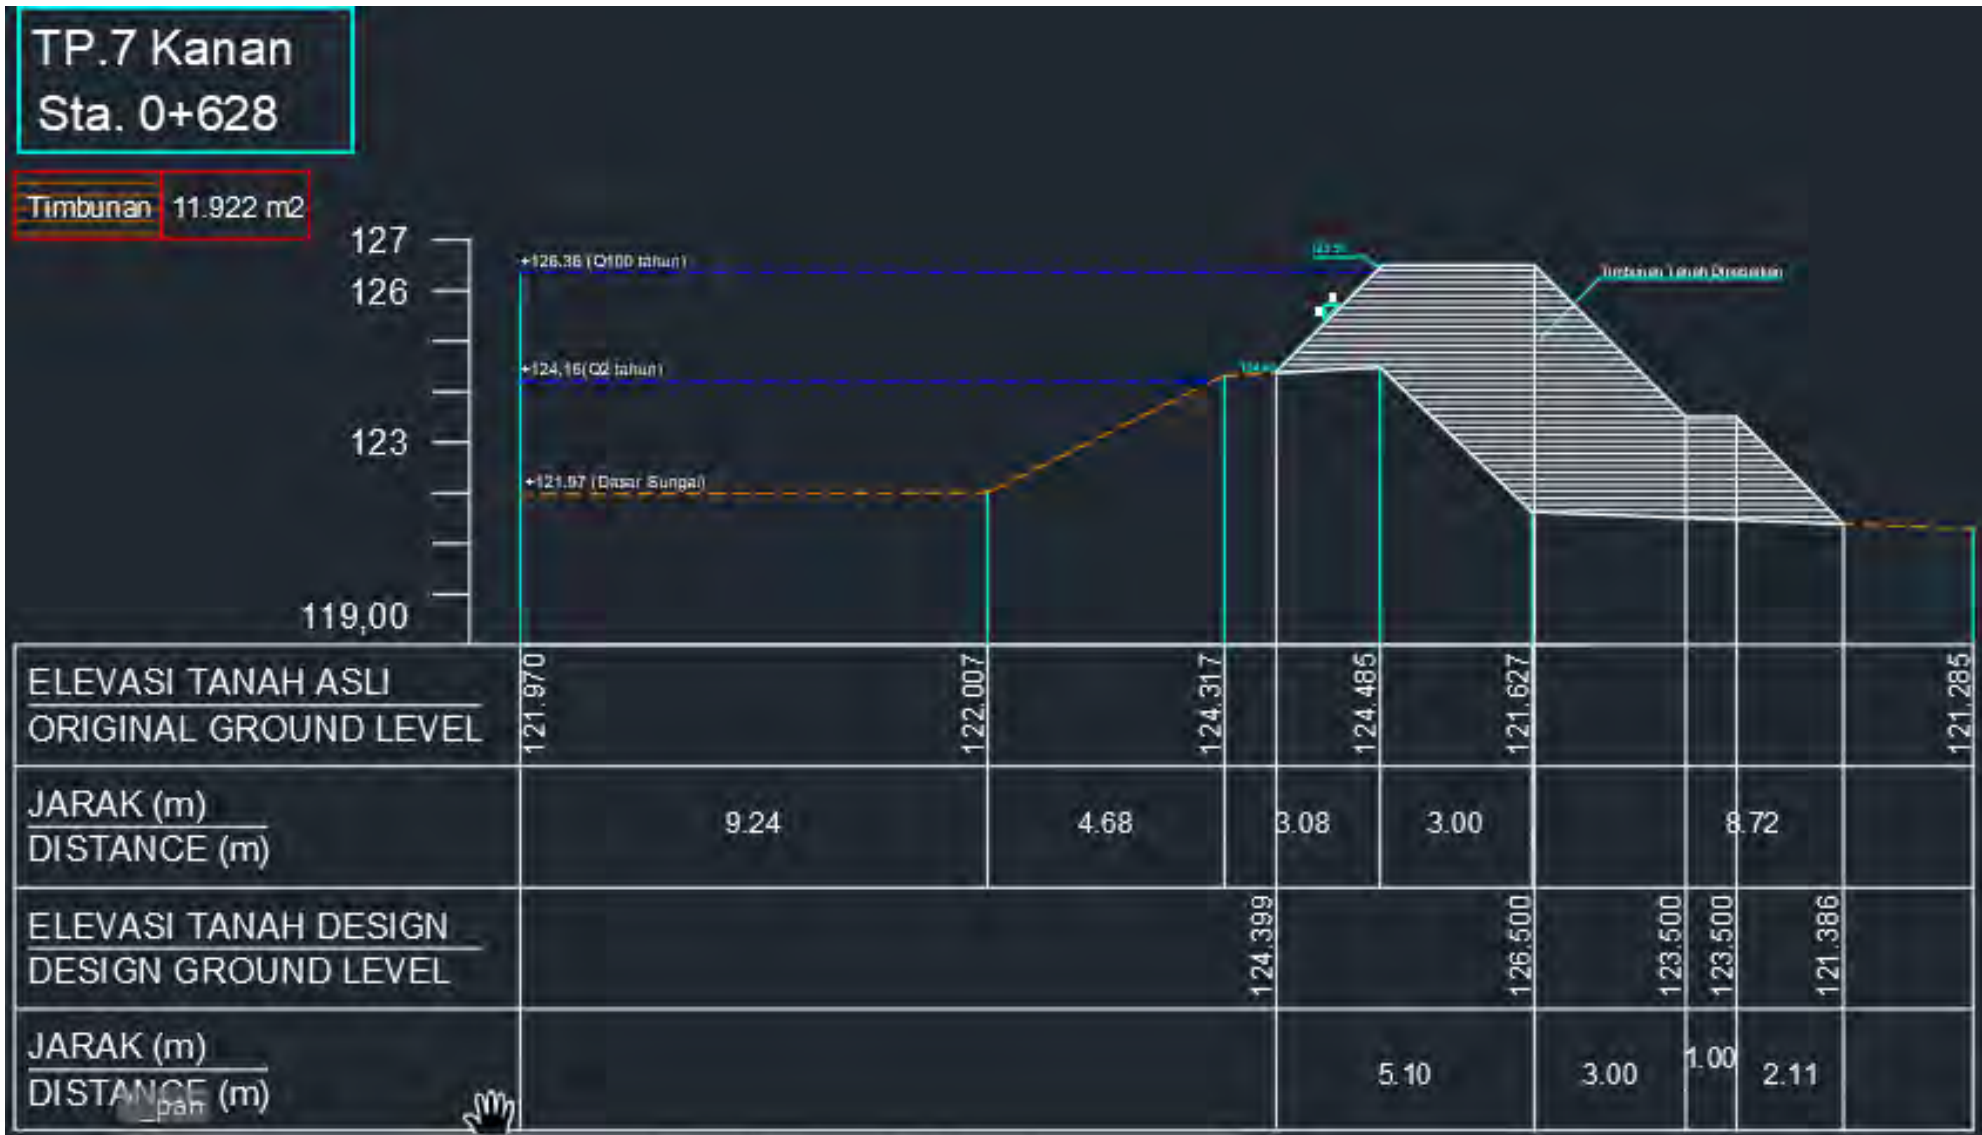 TP.7 Kanan
Sta. 0+628
Timbunan 11.922 m2
127
126
123
119,00
+126.36 (Q100 tahun)
+124,16(Q2 tahun)
+121.97 (Dasar Sungai)
Timbunan Tanah Dipadatkan
ELEVASI TANAH ASLI
ORIGINAL GROUND LEVEL
121.970
122.007
124.317
124.485
121.627
121.285
JARAK (m)
DISTANCE (m)
9.24
4.68
3.08
3.00
8.72
ELEVASI TANAH DESIGN
DESIGN GROUND LEVEL
124.399
126.500
123.500
123.500
121.386
JARAK (m)
DISTANCE (m)
5.10
3.00
1.00
2.11
_pan